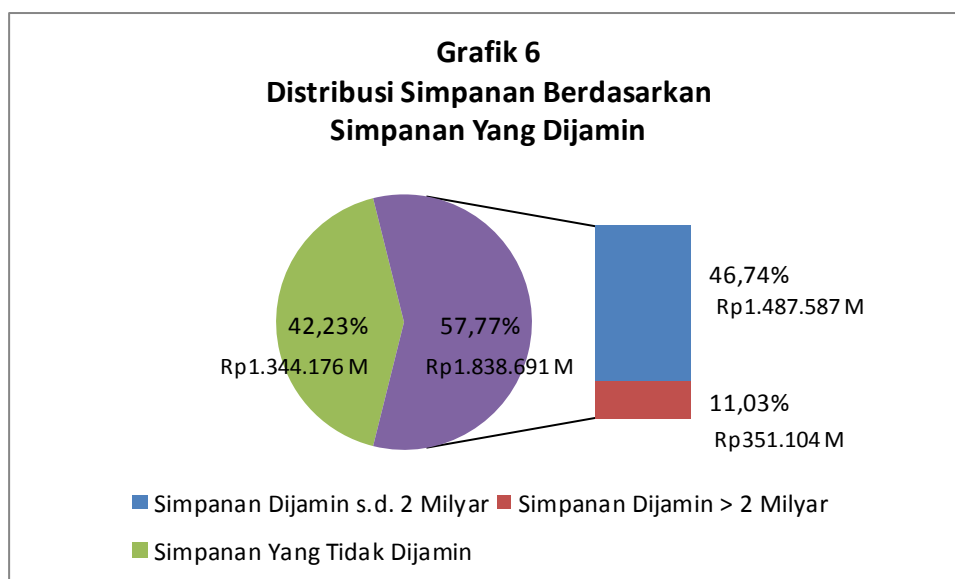 Grafik 6
Distribusi Simpanan Berdasarkan
Simpanan Yang Dijamin
42,23%
Rp1.344.176 M
57,77%
Rp1.838.691 M
46,74%
Rp1.487.587 M
11,03%
Rp351.104 M
Simpanan Dijamin s.d. 2 Milyar
Simpanan Dijamin > 2 Milyar
Simpanan Yang Tidak Dijamin